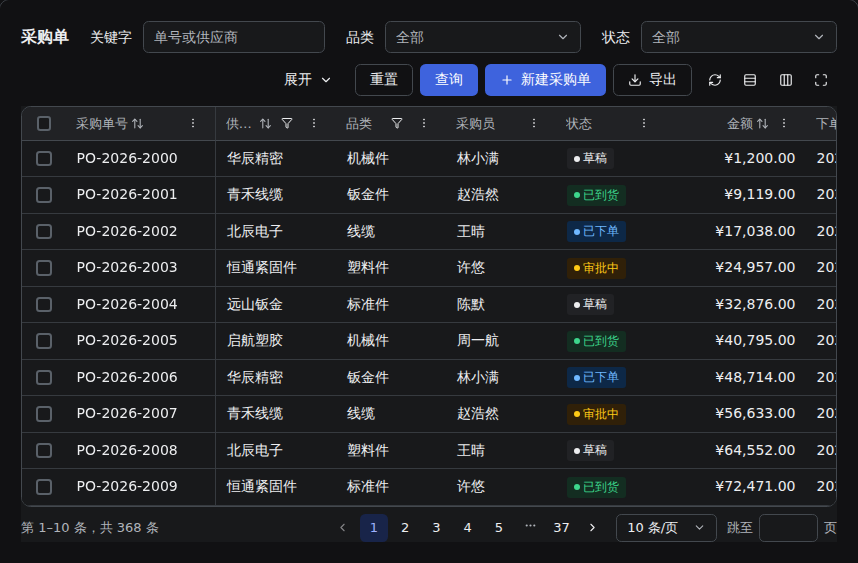 采购单 关键字 单号或供应商 品类 全部 状态 全部
展开 重置 查询 新建采购单 导出
采购单号 供… 品类 采购员 状态 金额 下单
PO-2026-2000 华辰精密 机械件 林小满 草稿 ¥1,200.00 202
PO-2026-2001 青禾线缆 钣金件 赵浩然 已到货 ¥9,119.00 202
PO-2026-2002 北辰电子 线缆 王晴 已下单 ¥17,038.00 202
PO-2026-2003 恒通紧固件 塑料件 许悠 审批中 ¥24,957.00 202
PO-2026-2004 远山钣金 标准件 陈默 草稿 ¥32,876.00 202
PO-2026-2005 启航塑胶 机械件 周一航 已到货 ¥40,795.00 202
PO-2026-2006 华辰精密 钣金件 林小满 已下单 ¥48,714.00 202
PO-2026-2007 青禾线缆 线缆 赵浩然 审批中 ¥56,633.00 202
PO-2026-2008 北辰电子 塑料件 王晴 草稿 ¥64,552.00 202
PO-2026-2009 恒通紧固件 标准件 许悠 已到货 ¥72,471.00 202
第 1–10 条，共 368 条 1 2 3 4 5 ··· 37 10 条/页 跳至 页